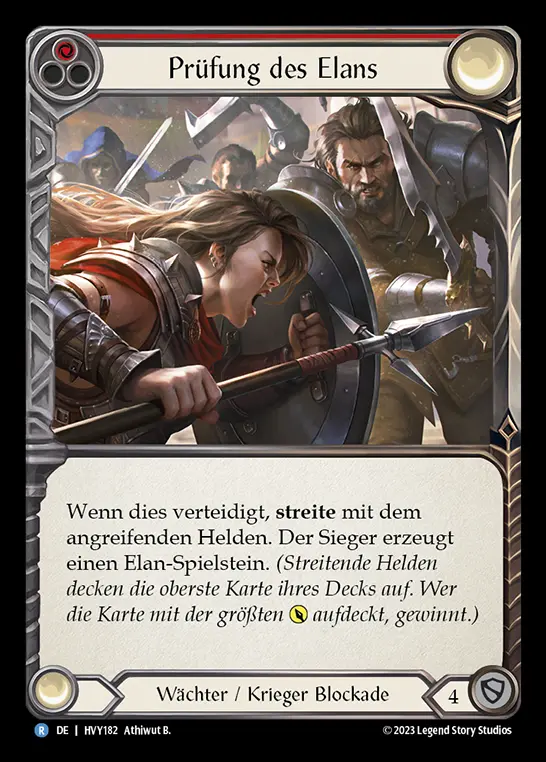 Prüfung des Elans
Wenn dies verteidigt, streite mit dem
angreifenden Helden. Der Sieger erzeugt
einen Elan-Spielstein. (Streitende Helden
decken die oberste Karte ihres Decks auf. Wer
die Karte mit der größten aufdeckt, gewinnt.)
Wächter / Krieger Blockade
4
R DE | HVY182 Athiwut B.
©2023 Legend Story Studios